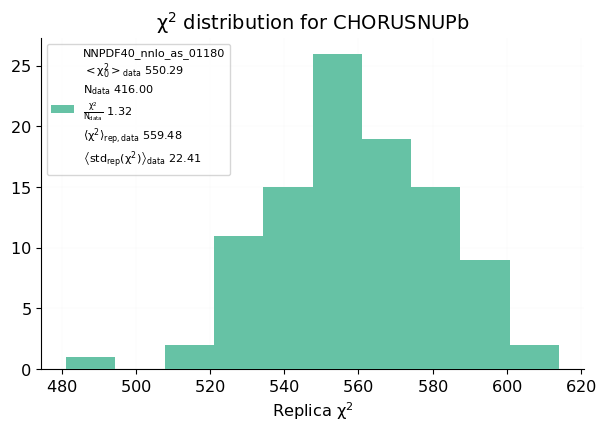 χ² distribution for CHORUSNUPb
NNPDF40_nnlo_as_01180
<χ²₀>data 550.29
Ndata 416.00
χ²/Ndata 1.32
⟨χ²⟩rep, data 559.48
⟨stdrep(χ²)⟩data 22.41
25
20
15
10
5
0
480 500 520 540 560 580 600 620
Replica χ²